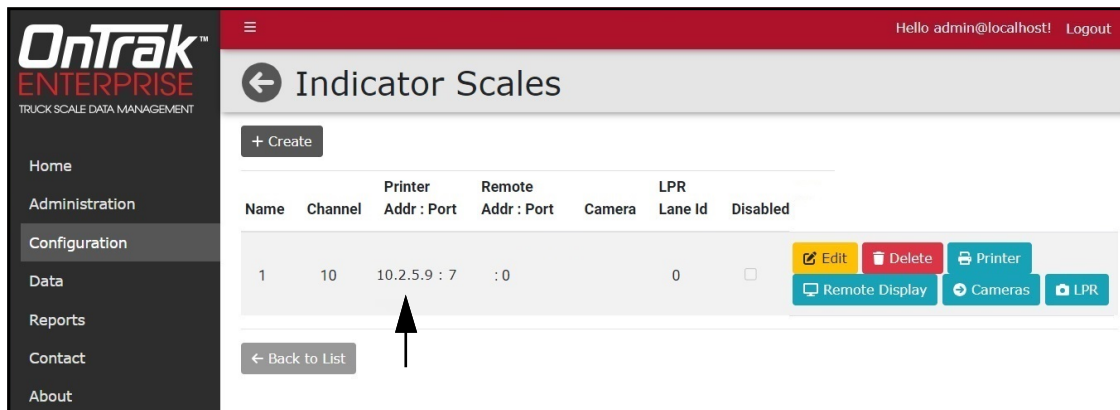 OnTrak™
ENTERPRISE
TRUCK SCALE DATA MANAGEMENT
Home
Administration
Configuration
Data
Reports
Contact
About
Hello admin@localhost! Logout
Indicator Scales
+ Create
Name Channel Printer Addr : Port Remote Addr : Port Camera LPR Lane Id Disabled
1 10 10.2.5.9 : 7 : 0 0
Edit Delete Printer
Remote Display Cameras LPR
← Back to List